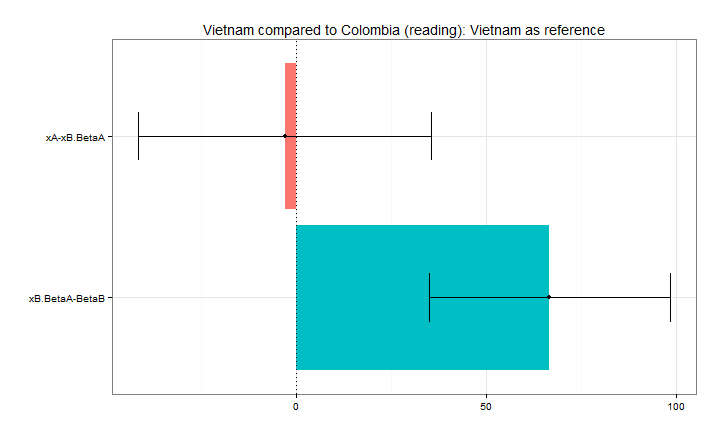 Vietnam compared to Colombia (reading): Vietnam as reference
xA-xB.BetaA
xB.BetaA-BetaB
0 50 100